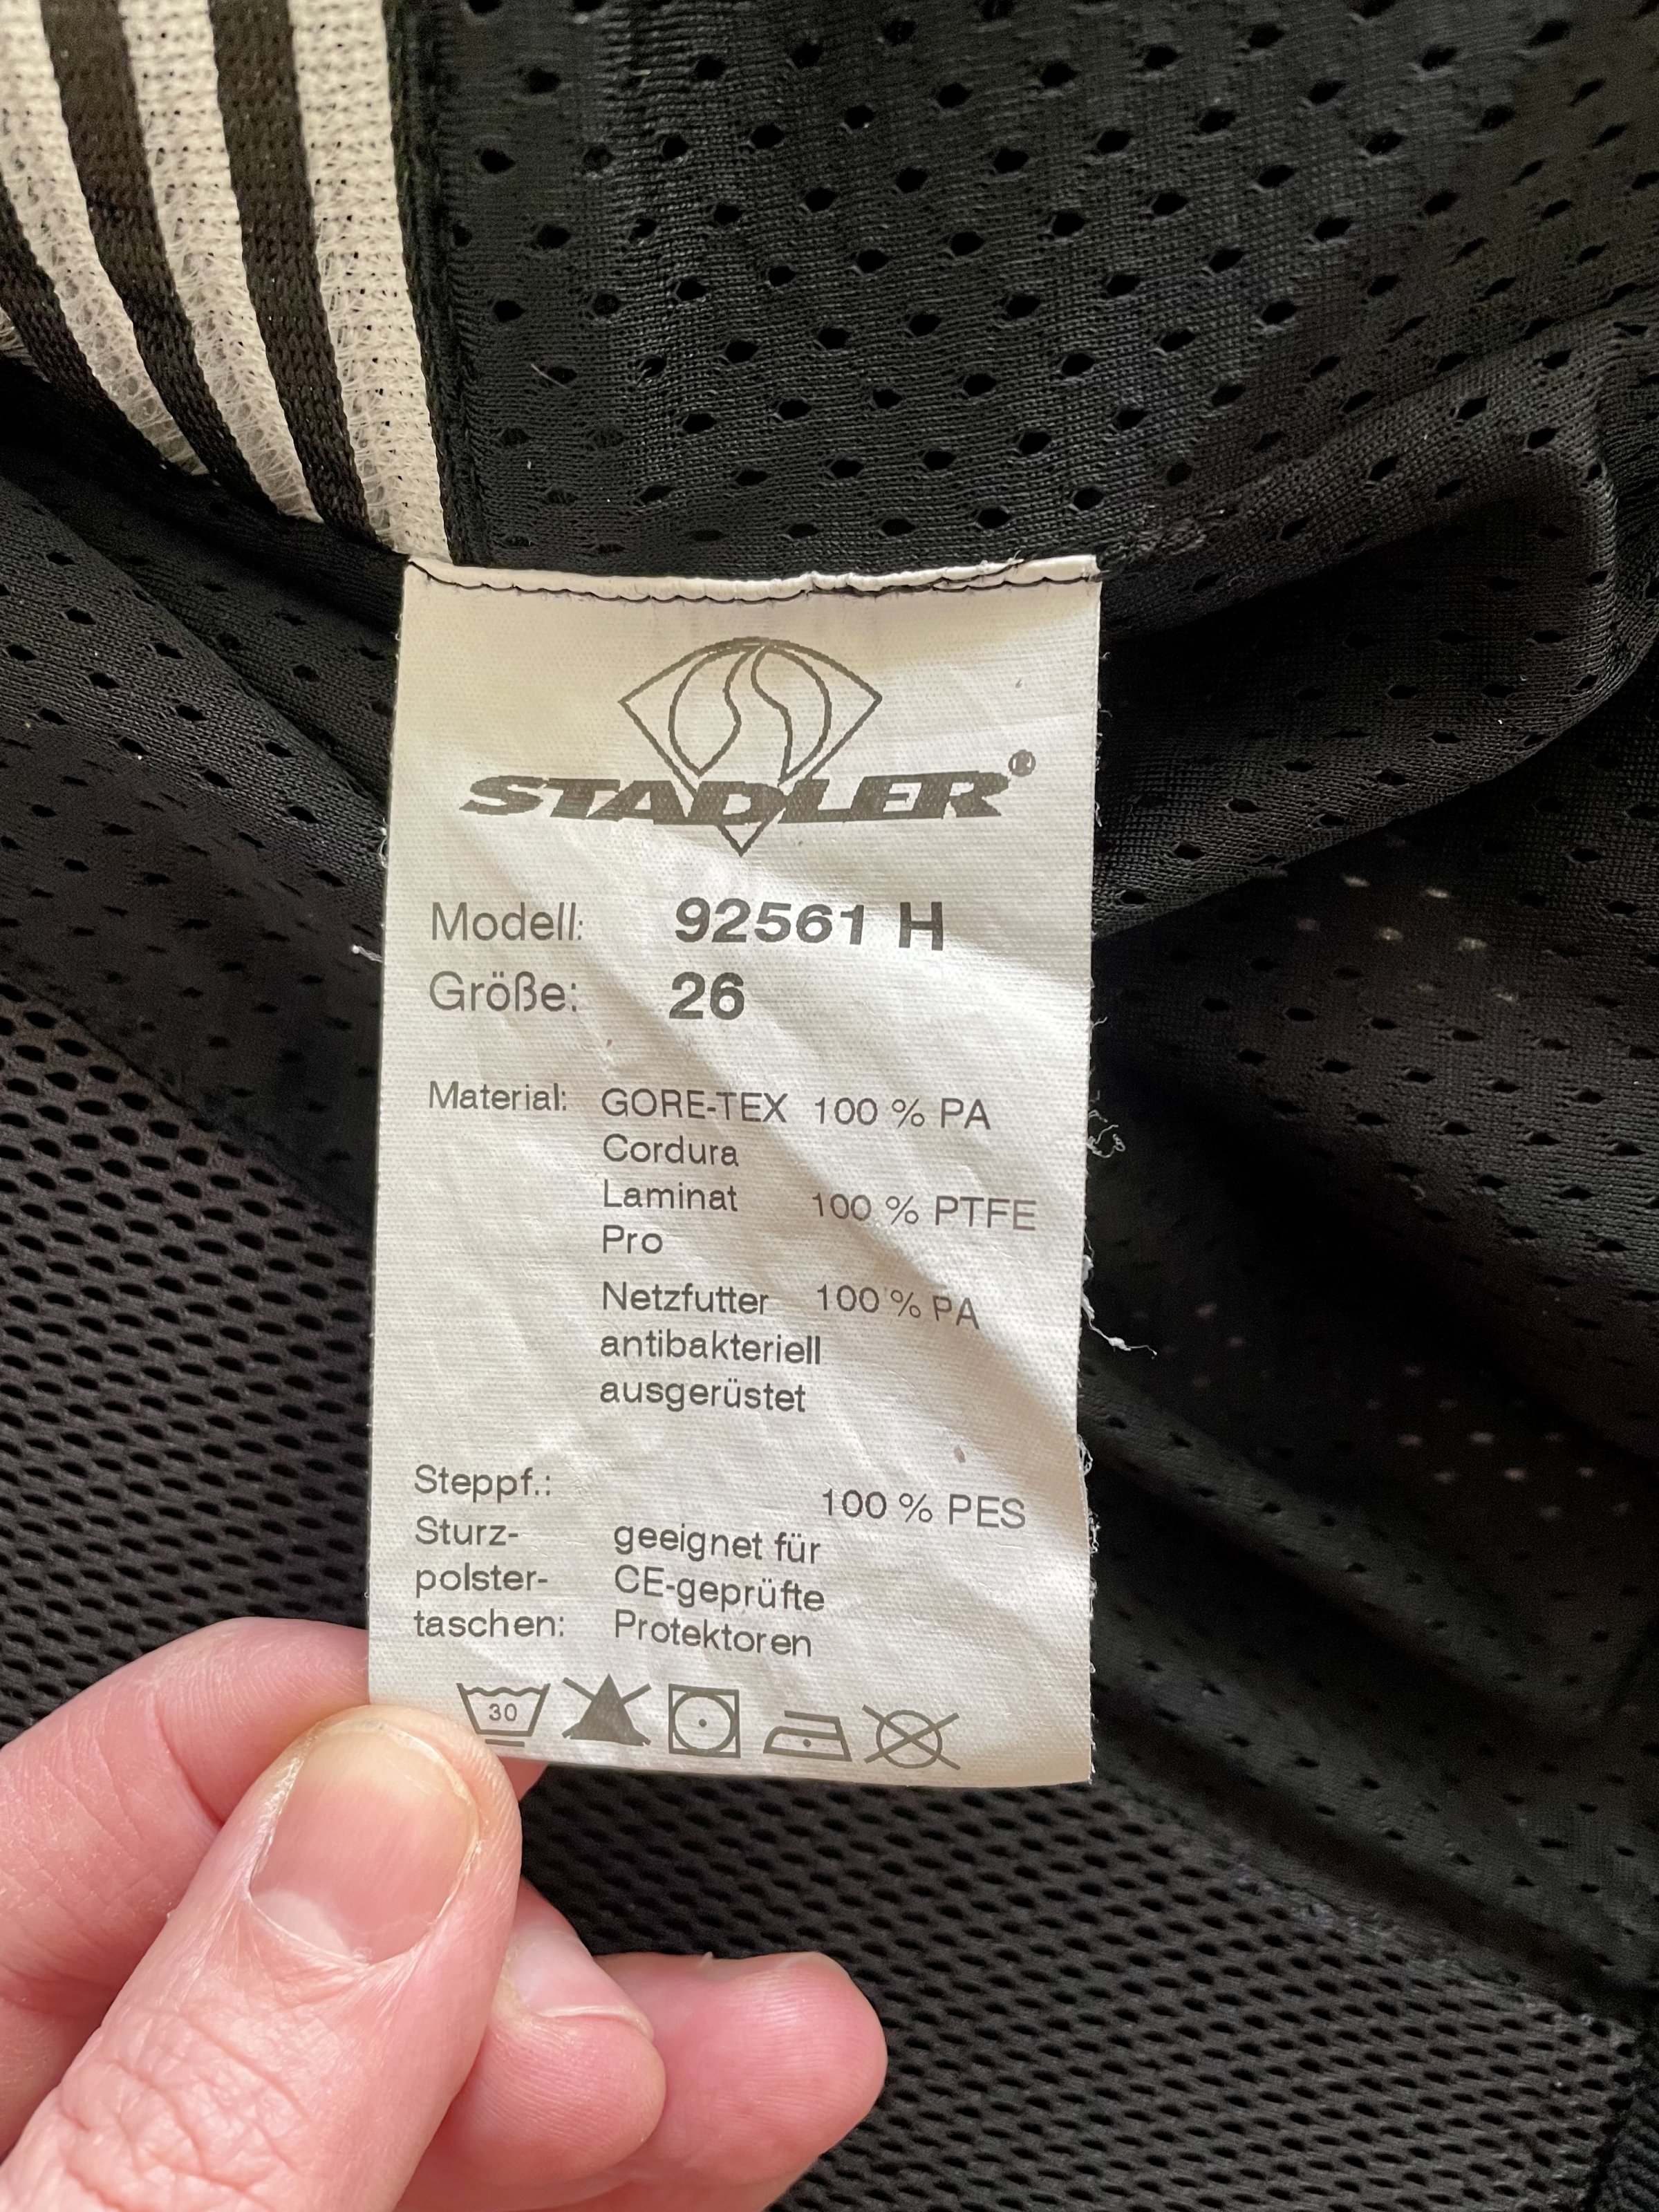 STADLER®
Modell: 92561 H
Größe: 26
Material: GORE-TEX 100 % PA
Cordura
Laminat 100 % PTFE
Pro
Netzfutter 100 % PA
antibakteriell
ausgerüstet
Steppf.: 100 % PES
Sturz- geeignet für
polster- CE-geprüfte
taschen: Protektoren
30